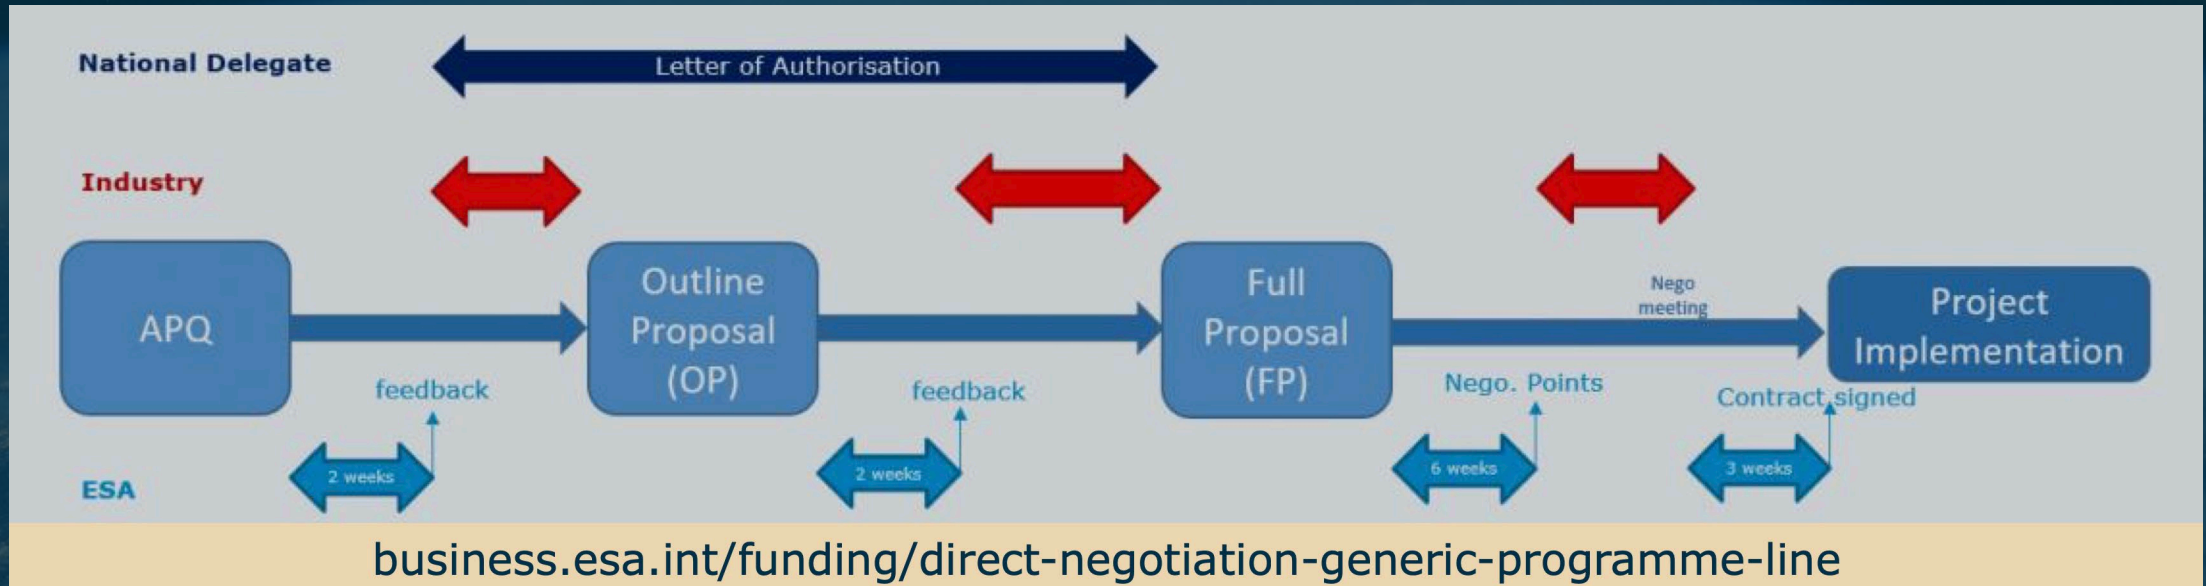 National Delegate
Letter of Authorisation
Industry
APQ
Outline
Proposal
(OP)
Full
Proposal
(FP)
Nego
meeting
Project
Implementation
feedback
feedback
Nego. Points
Contract signed
ESA
2 weeks
2 weeks
6 weeks
3 weeks
business.esa.int/funding/direct-negotiation-generic-programme-line